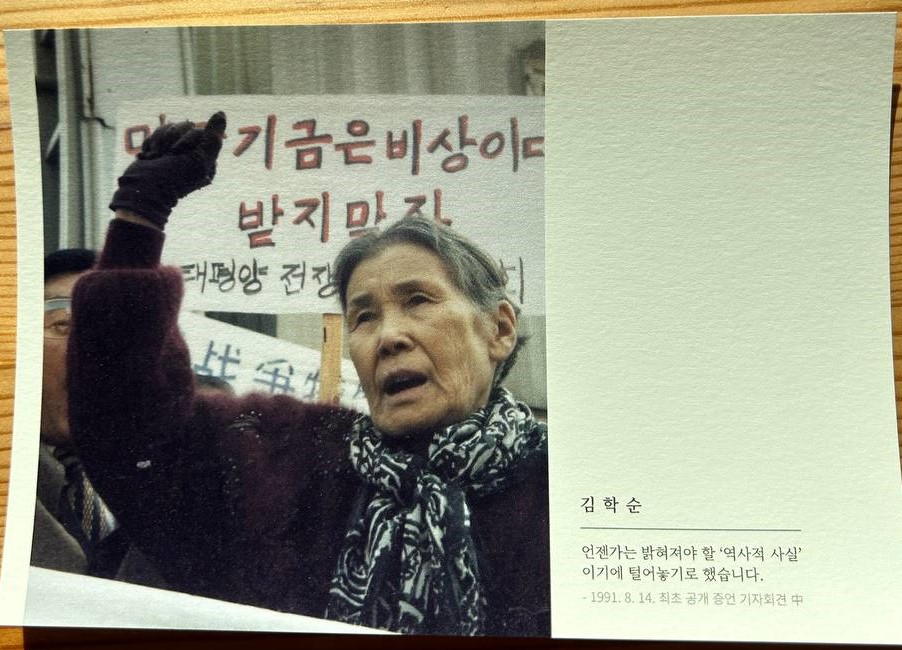 기금은 비상이다
받지 말자
태평양 전쟁
战争
김학순
언젠가는 밝혀져야 할 ‘역사적 사실’
이기에 털어놓기로 했습니다.
- 1991. 8. 14. 최초 공개 증언 기자회견 中